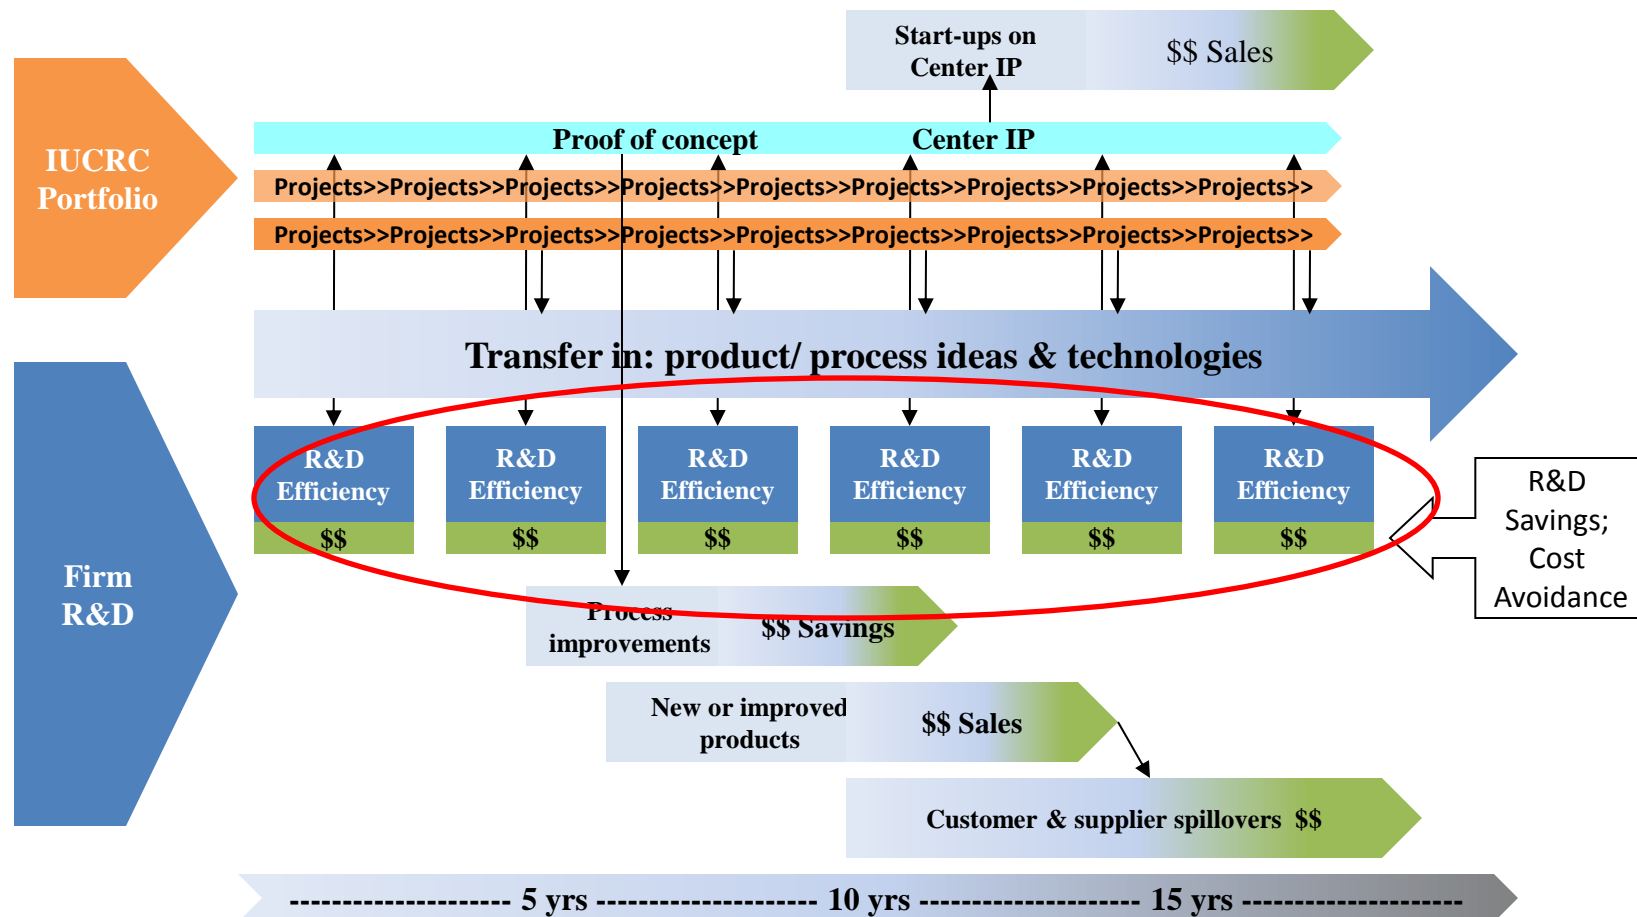 Start-ups on
Center IP
$$ Sales
IUCRC
Portfolio
Proof of concept
Center IP
Projects>>Projects>>Projects>>Projects>>Projects>>Projects>>Projects>>Projects>>Projects>>
Projects>>Projects>>Projects>>Projects>>Projects>>Projects>>Projects>>Projects>>Projects>>
Transfer in: product/ process ideas & technologies
Firm
R&D
R&D
Efficiency
$$
R&D
Efficiency
$$
R&D
Efficiency
$$
R&D
Efficiency
$$
R&D
Efficiency
$$
R&D
Efficiency
$$
R&D
Savings;
Cost
Avoidance
Process
improvements
$$ Savings
New or improved
products
$$ Sales
Customer & supplier spillovers $$
-------------------- 5 yrs -------------------- 10 yrs -------------------- 15 yrs --------------------